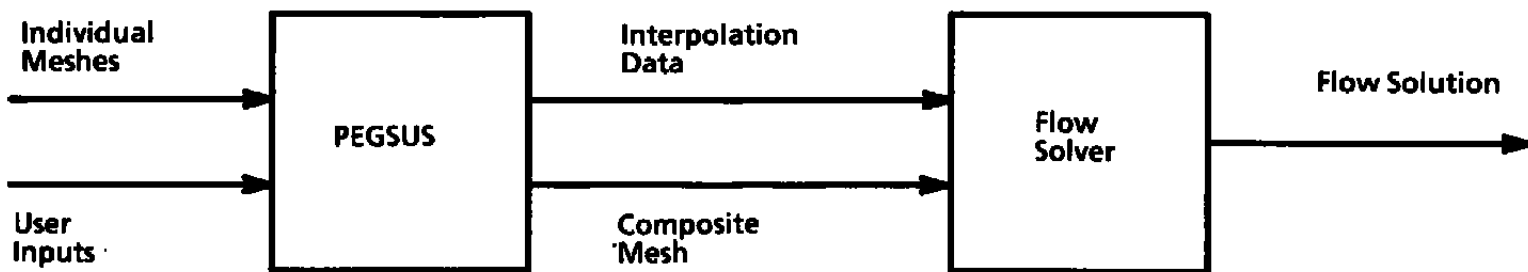 Individual
Meshes
PEGSUS
User
Inputs
Interpolation
Data
Composite
Mesh
Flow
Solver
Flow Solution